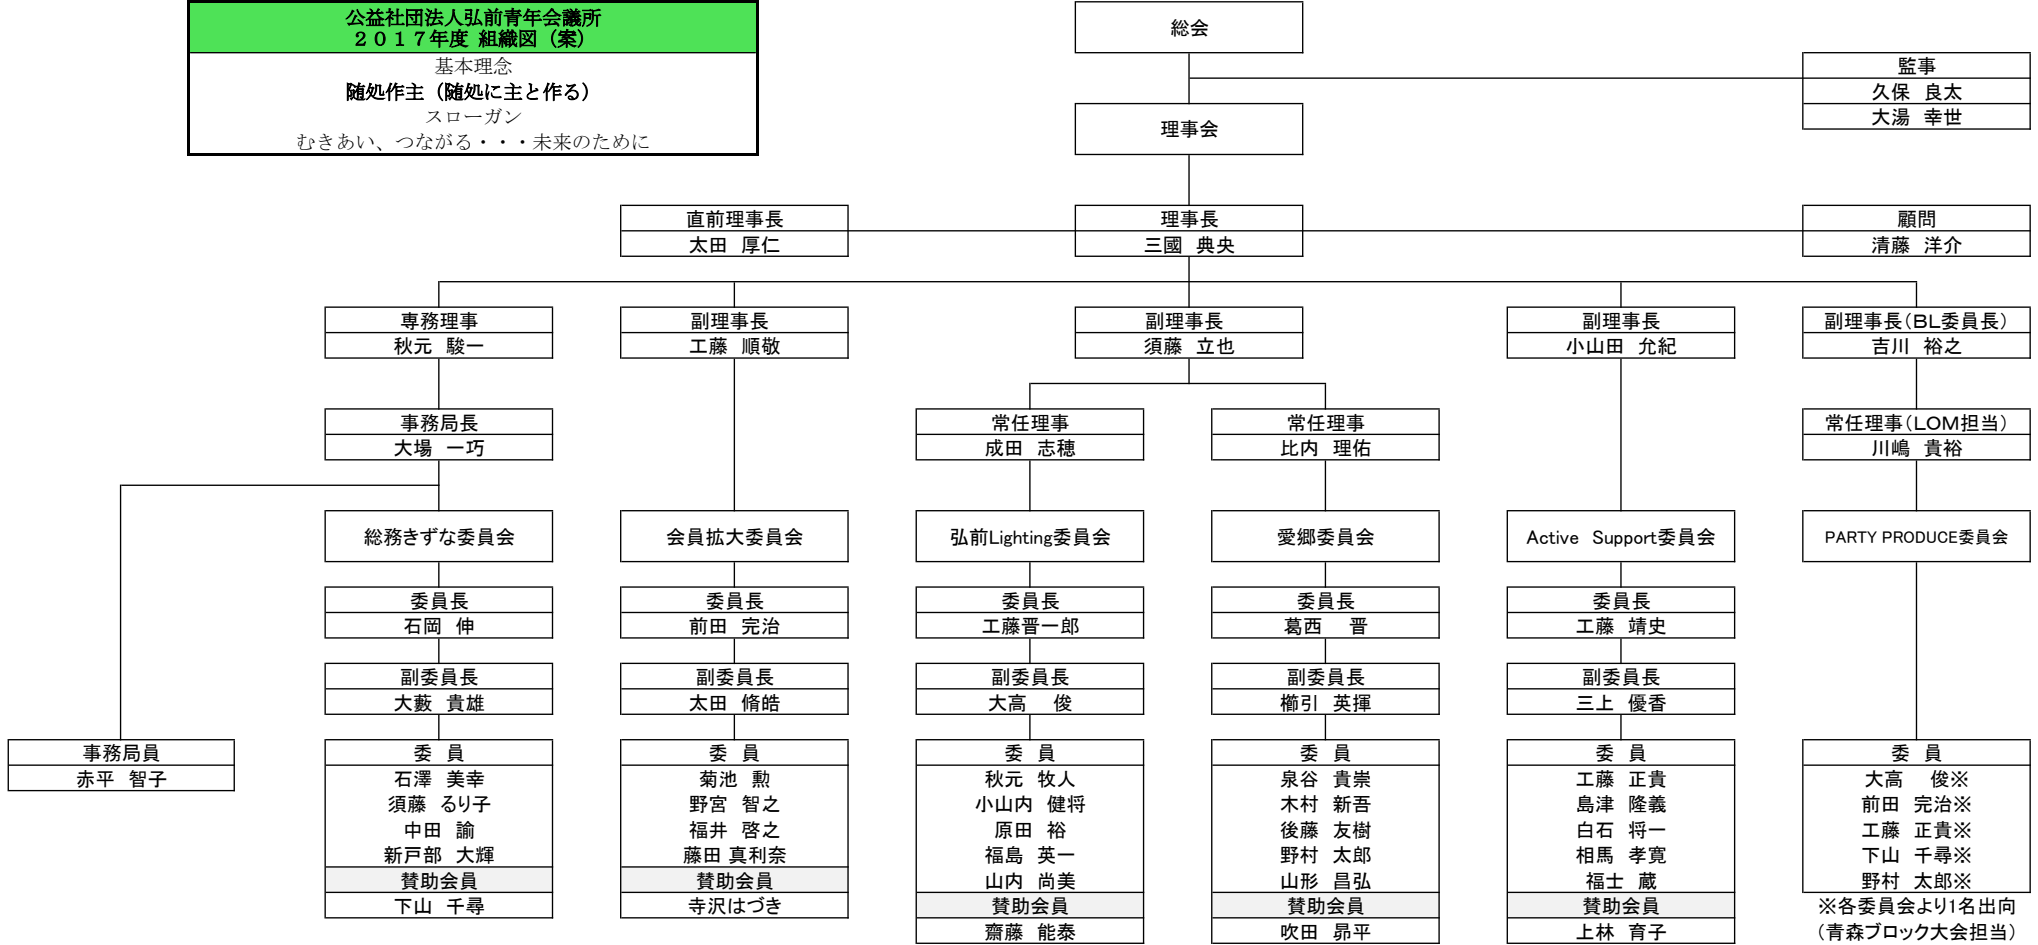 公益社団法人弘前青年会議所
２０１７年度 組織図（案）
基本理念
随処作主（随処に主と作る）
スローガン
むきあい、つながる・・・未来のために
総会
監事
久保 良太
大湯 幸世
理事会
直前理事長
太田 厚仁
理事長
三國 典央
顧問
清藤 洋介
専務理事
秋元 駿一
副理事長
工藤 順敬
副理事長
須藤 立也
副理事長
小山田 允紀
副理事長（BL委員長）
吉川 裕之
事務局長
大場 一巧
常任理事
成田 志穂
常任理事
比内 理佑
常任理事（LOM担当）
川嶋 貴裕
総務きずな委員会
会員拡大委員会
弘前Lighting委員会
愛郷委員会
Active Support委員会
PARTY PRODUCE委員会
委員長
石岡 伸
委員長
前田 完治
委員長
工藤晋一郎
委員長
葛西 晋
委員長
工藤 靖史
副委員長
大藪 貴雄
副委員長
太田 脩皓
副委員長
大高 俊
副委員長
櫛引 英揮
副委員長
三上 優香
事務局員
赤平 智子
委 員
石澤 美幸
須藤 るり子
中田 諭
新戸部 大輝
賛助会員
下山 千尋
委 員
菊池 勲
野宮 智之
福井 啓之
藤田 真利奈
賛助会員
寺沢はづき
委 員
秋元 牧人
小山内 健将
原田 裕
福島 英一
山内 尚美
賛助会員
齋藤 能泰
委 員
泉谷 貴崇
木村 新吾
後藤 友樹
野村 太郎
山形 昌弘
賛助会員
吹田 昴平
委 員
工藤 正貴
島津 隆義
白石 将一
相馬 孝寛
福士 蔵
賛助会員
上林 育子
委 員
大高 俊※
前田 完治※
工藤 正貴※
下山 千尋※
野村 太郎※
※各委員会より1名出向
（青森ブロック大会担当）